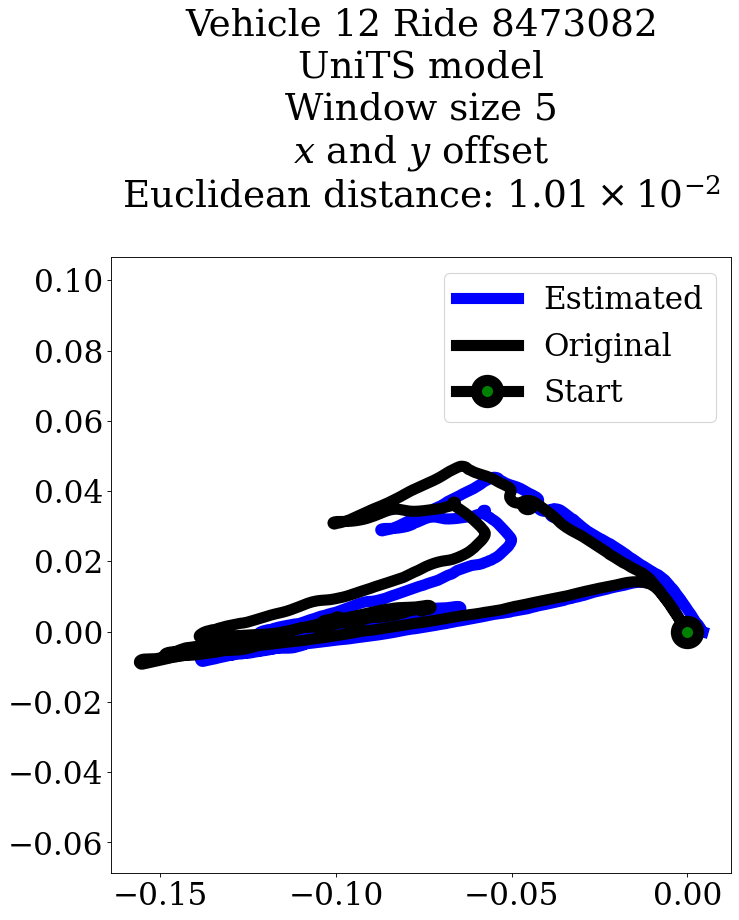 Vehicle 12 Ride 8473082
UniTS model
Window size 5
x and y offset
Euclidean distance: 1.01 × 10⁻²
Estimated
Original
Start
0.10
0.08
0.06
0.04
0.02
0.00
−0.02
−0.04
−0.06
−0.15
−0.10
−0.05
0.00